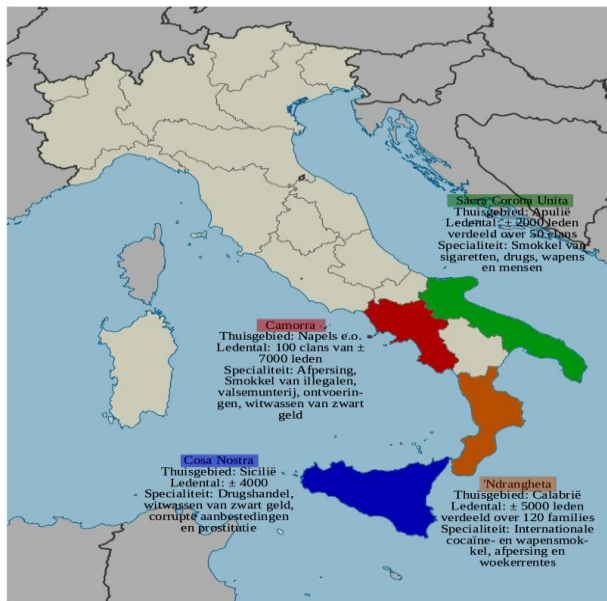 Sacra Corona Unita
Thuisgebied: Apulië
Ledental: ± 2000 leden
verdeeld over 50 clans
Specialiteit: Smokkel van
sigaretten, drugs, wapens
en mensen
Camorra
Thuisgebied: Napels e.o.
Ledental: 100 clans van ±
7000 leden
Specialiteit: Afpersing,
Smokkel van illegalen,
valsemunterij, ontvoerin-
gen, witwassen van zwart
geld
Cosa Nostra
Thuisgebied: Sicilië
Ledental: ± 4000
Specialiteit: Drugshandel,
witwassen van zwart geld,
corrupte aanbestedingen
en prostitutie
'Ndrangheta
Thuisgebied: Calabrië
Ledental: ± 5000 leden
verdeeld over 120 families
Specialiteit: Internationale
cocaïne- en wapensmok-
kel, afpersing en
woekerrentes